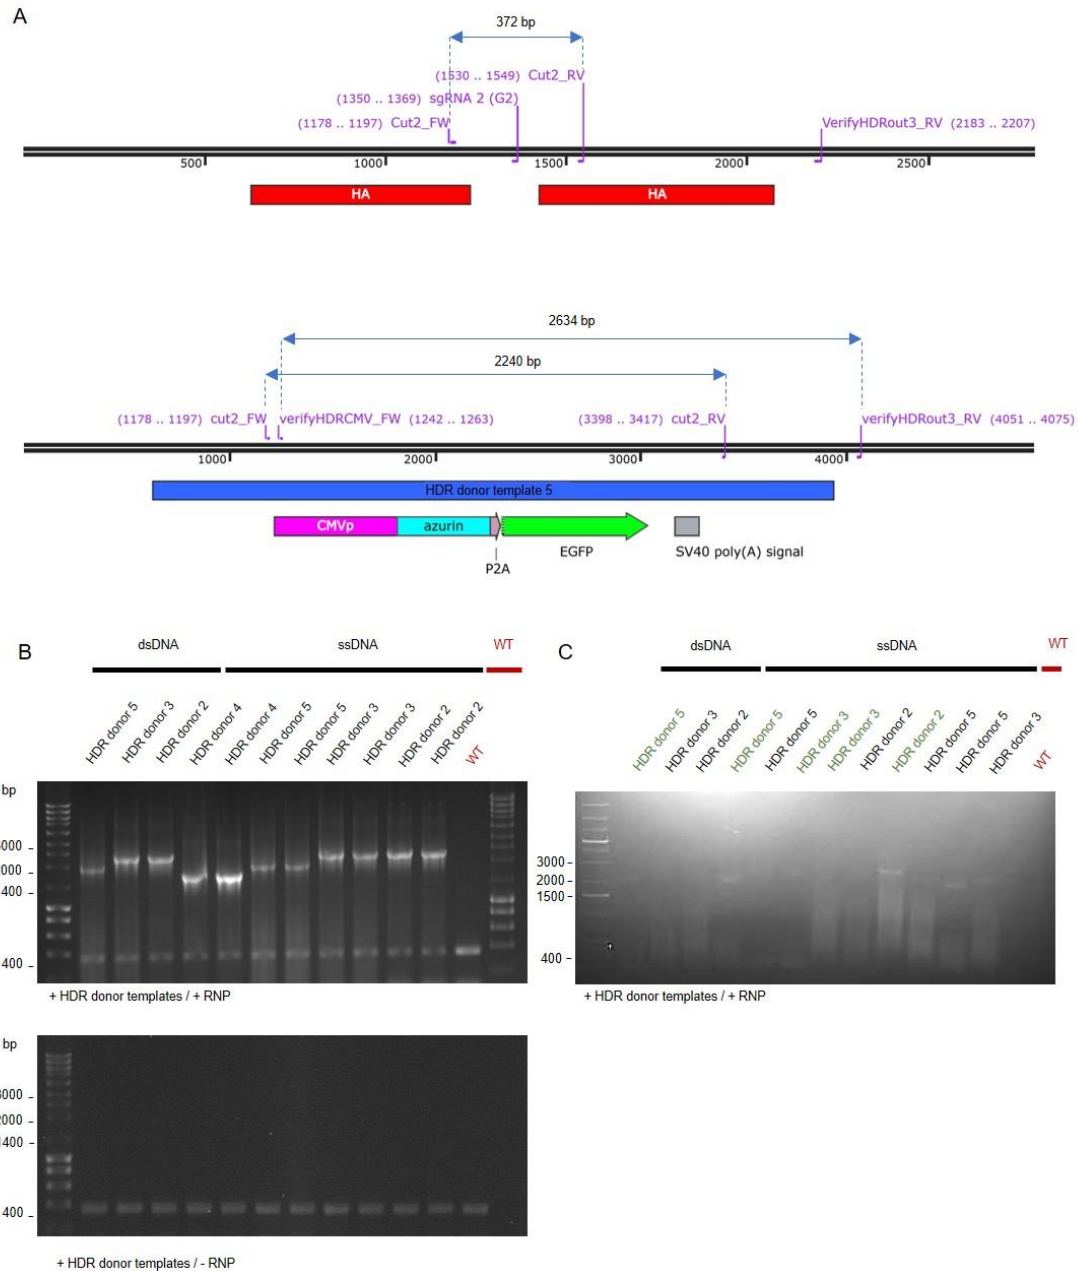 A
372 bp
(1530 .. 1549) Cut2_RV
(1350 .. 1369) sgRNA 2 (G2)
(1178 .. 1197) Cut2_FW
VerifyHDRout3_RV (2183 .. 2207)
500
1000
1500
2000
2500
HA
HA
2634 bp
2240 bp
(1178 .. 1197) cut2_FW
verifyHDRCMV_FW (1242 .. 1263)
(3398 .. 3417) cut2_RV
verifyHDRout3_RV (4051 .. 4075)
1000
2000
3000
4000
HDR donor template 5
CMVp
azurin
EGFP
SV40 poly(A) signal
P2A
B
dsDNA
ssDNA
WT
HDR donor 5
HDR donor 3
HDR donor 2
HDR donor 4
HDR donor 4
HDR donor 5
HDR donor 5
HDR donor 3
HDR donor 3
HDR donor 2
HDR donor 2
WT
bp
000
000
400
400
+ HDR donor templates / + RNP
bp
3000
2000
1400
400
+ HDR donor templates / - RNP
C
dsDNA
ssDNA
WT
HDR donor 5
HDR donor 3
HDR donor 2
HDR donor 5
HDR donor 5
HDR donor 3
HDR donor 3
HDR donor 2
HDR donor 2
HDR donor 5
HDR donor 5
HDR donor 3
WT
3000
2000
1500
400
+ HDR donor templates / + RNP